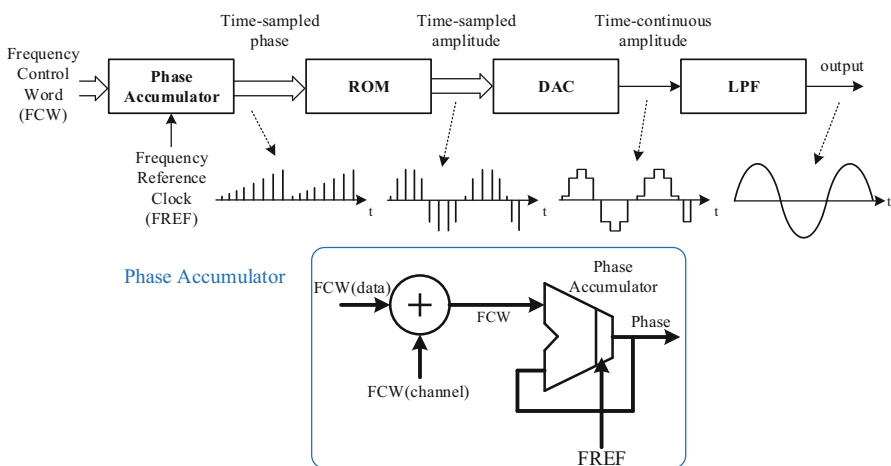 Time-sampled
phase
Time-sampled
amplitude
Time-continuous
amplitude
Frequency
Control
Word
(FCW)
Phase
Accumulator
ROM
DAC
LPF
output
Frequency
Reference
Clock
(FREF)
t
t
t
t
Phase Accumulator
FCW(data)
FCW
FCW(channel)
Phase
Accumulator
Phase
FREF